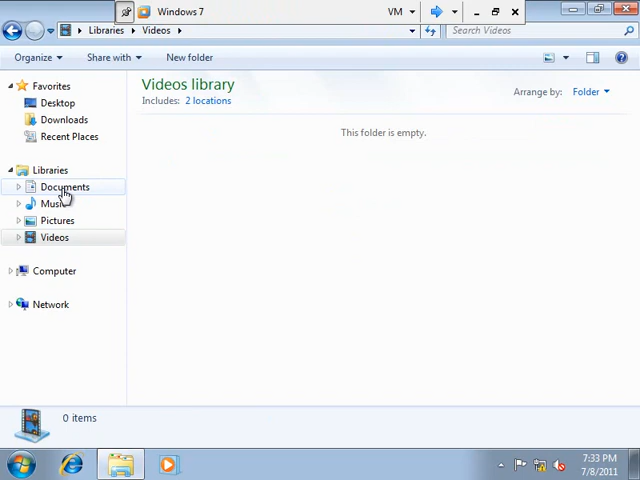 Windows 7
VM
Libraries Videos
Search Videos
Organize Share with New folder
Favorites
Desktop
Downloads
Recent Places
Libraries
Documents
Music
Pictures
Videos
Computer
Network
Videos library
Includes: 2 locations
Arrange by: Folder
This folder is empty.
0 items
7:33 PM
7/8/2011